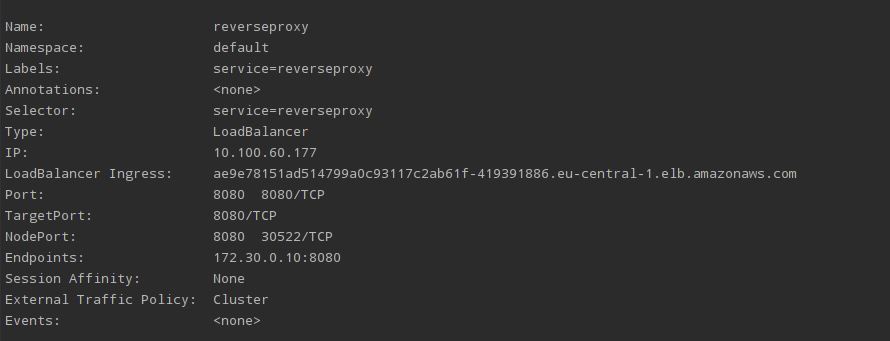 Name: reverseproxy
Namespace: default
Labels: service=reverseproxy
Annotations: <none>
Selector: service=reverseproxy
Type: LoadBalancer
IP: 10.100.60.177
LoadBalancer Ingress: ae9e78151ad514799a0c93117c2ab61f-419391886.eu-central-1.elb.amazonaws.com
Port: 8080 8080/TCP
TargetPort: 8080/TCP
NodePort: 8080 30522/TCP
Endpoints: 172.30.0.10:8080
Session Affinity: None
External Traffic Policy: Cluster
Events: <none>